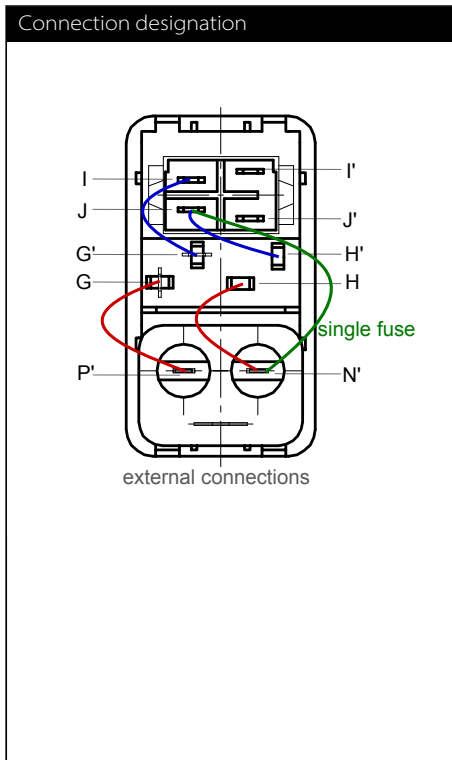 Connection designation
I I'
J J'
G' H'
G H
single fuse
P' N'
external connections